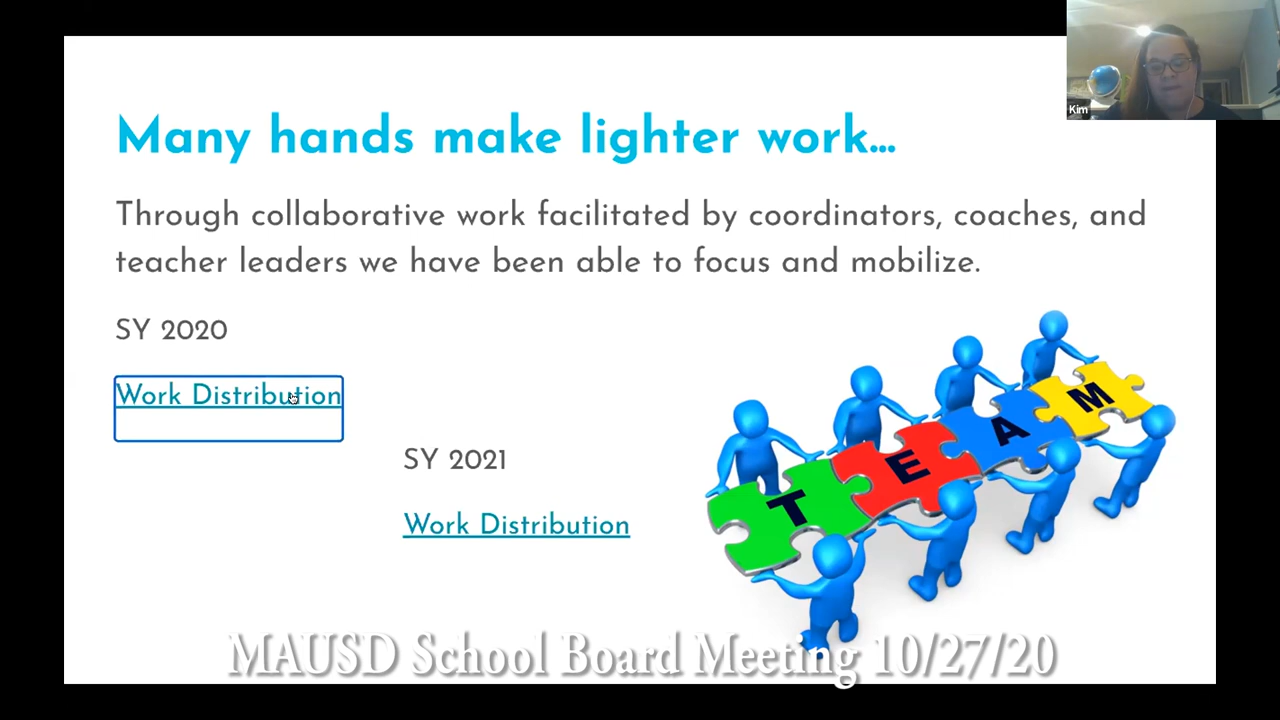 Kim
Many hands make lighter work...
Through collaborative work facilitated by coordinators, coaches, and
teacher leaders we have been able to focus and mobilize.
SY 2020
Work Distribution
SY 2021
Work Distribution
TEAM
MAUSD School Board Meeting 10/27/20